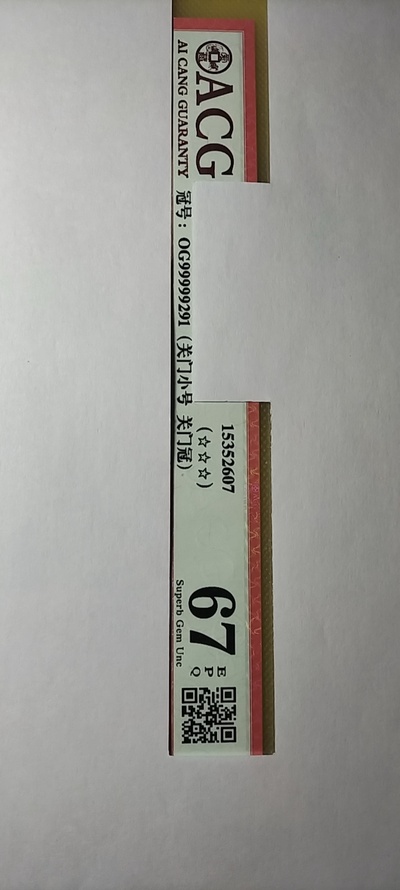 ACG
AI CANG GUARANTY
冠号：OG99999291（关门小号 关门冠）
15352607
(☆☆☆)
67
EPQ
Superb Gem Unc